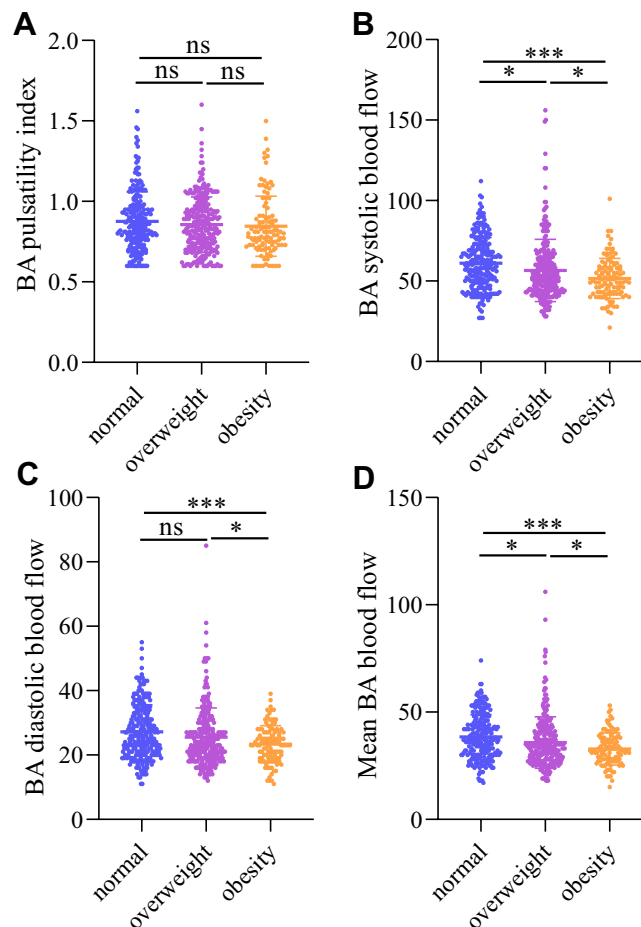 A
BA pulsatility index
2.0
1.5
1.0
0.5
0.0
ns
ns
ns
normal
overweight
obesity
B
BA systolic blood flow
200
150
100
50
0
***
*
*
normal
overweight
obesity
C
BA diastolic blood flow
100
80
60
40
20
0
***
ns
*
normal
overweight
obesity
D
Mean BA blood flow
150
100
50
0
***
*
*
normal
overweight
obesity